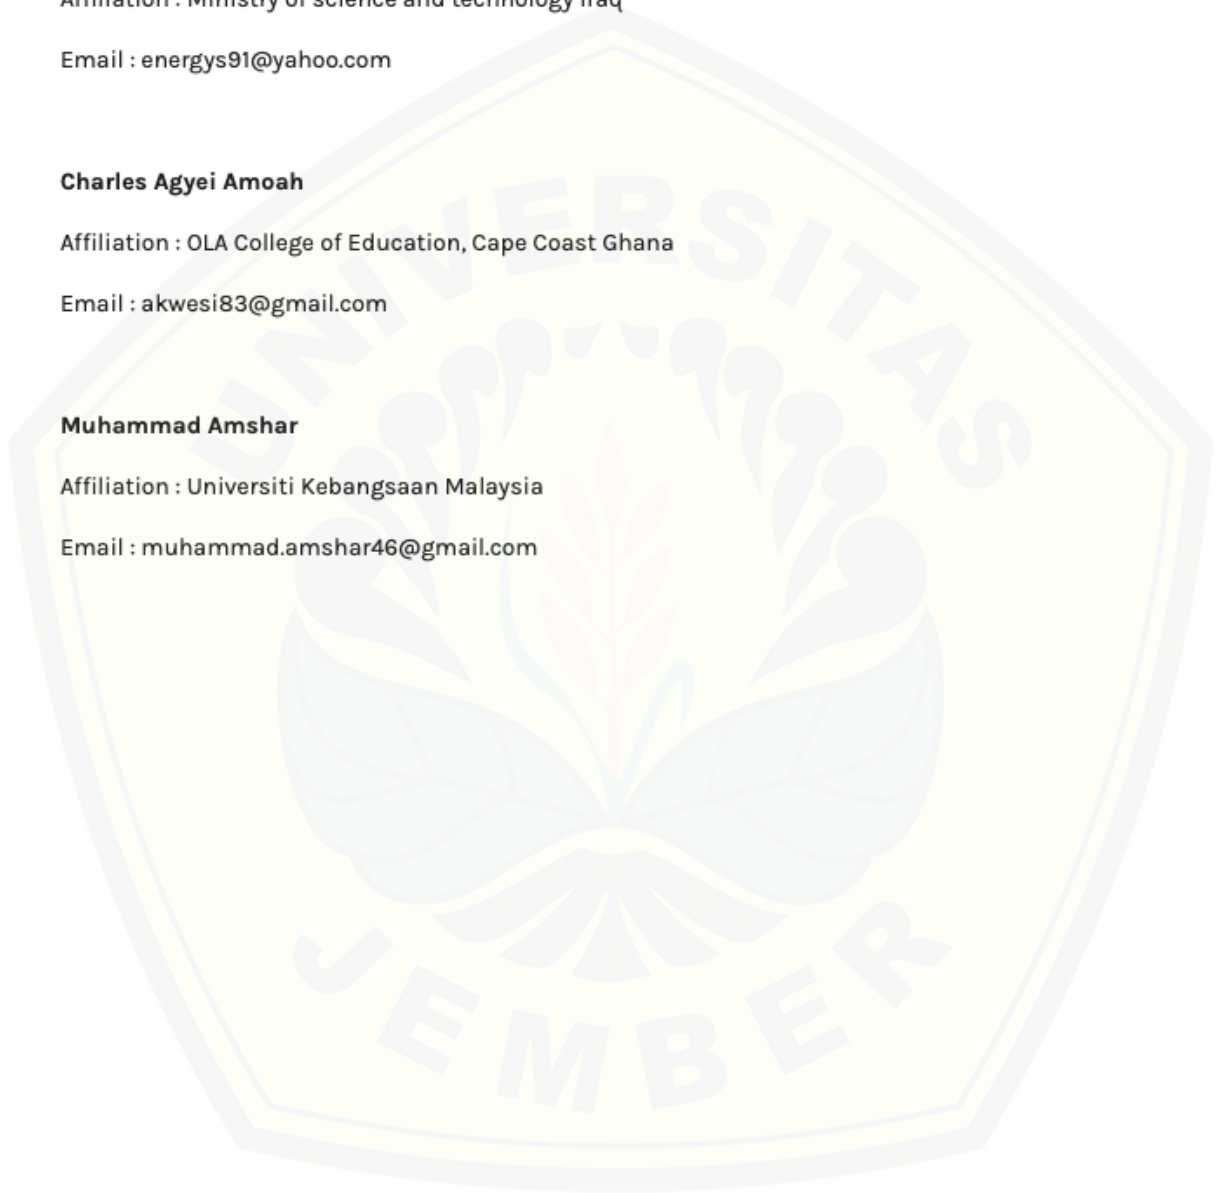 Affiliation : Ministry of science and technology Iraq
Email : energys91@yahoo.com
Charles Agyei Amoah
Affiliation : OLA College of Education, Cape Coast Ghana
Email : akwesi83@gmail.com
Muhammad Amshar
Affiliation : Universiti Kebangsaan Malaysia
Email : muhammad.amshar46@gmail.com
UNIVERSITAS
JEMBER